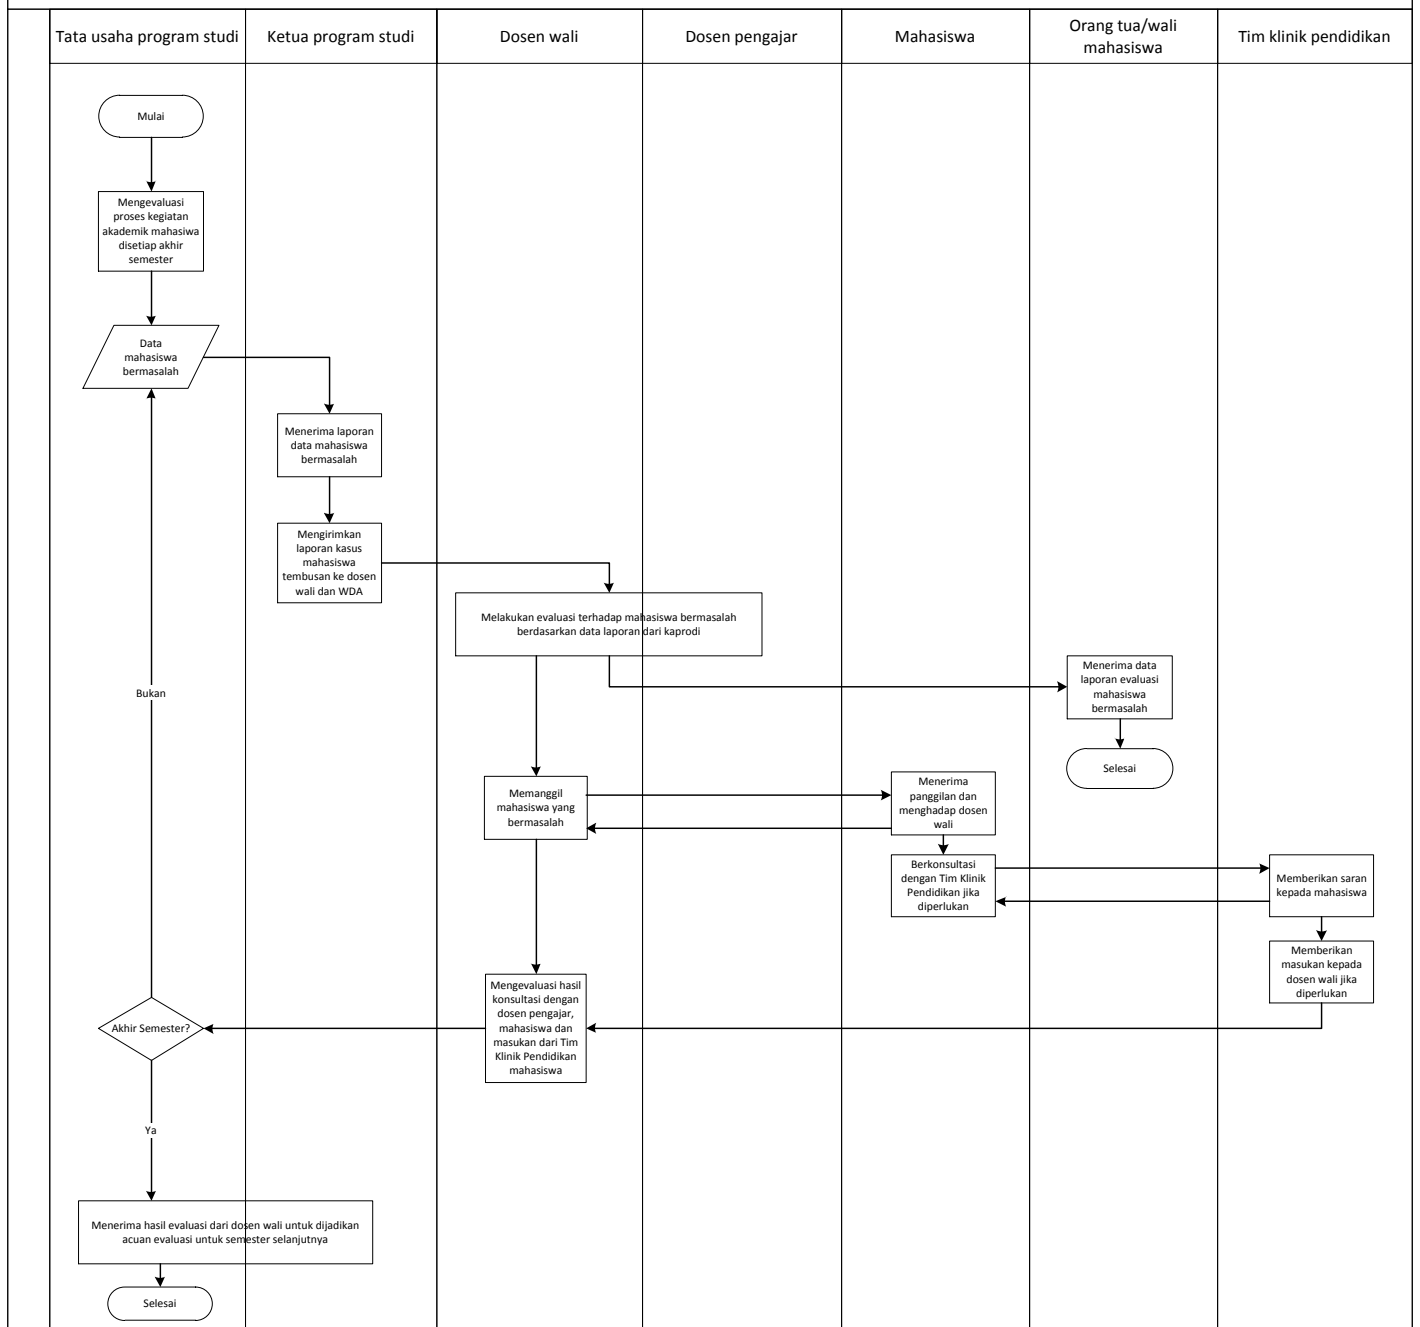 Tata usaha program studi
Ketua program studi
Dosen wali
Dosen pengajar
Mahasiswa
Orang tua/wali
mahasiswa
Tim klinik pendidikan
Mulai
Mengevaluasi
proses kegiatan
akademik mahasiwa
disetiap akhir
semester
Data
mahasiswa
bermasalah
Menerima laporan
data mahasiswa
bermasalah
Mengirimkan
laporan kasus
mahasiswa
tembusan ke dosen
wali dan WDA
Melakukan evaluasi terhadap mahasiswa bermasalah
berdasarkan data laporan dari kaprodi
Menerima data
laporan evaluasi
mahasiswa
bermasalah
Bukan
Selesai
Memanggil
mahasiswa yang
bermasalah
Menerima
panggilan dan
menghadap dosen
wali
Berkonsultasi
dengan Tim Klinik
Pendidikan jika
diperlukan
Memberikan saran
kepada mahasiswa
Memberikan
masukan kepada
dosen wali jika
diperlukan
Mengevaluasi hasil
konsultasi dengan
dosen pengajar,
mahasiswa dan
masukan dari Tim
Klinik Pendidikan
mahasiswa
Akhir Semester?
Ya
Menerima hasil evaluasi dari dosen wali untuk dijadikan
acuan evaluasi untuk semester selanjutnya
Selesai